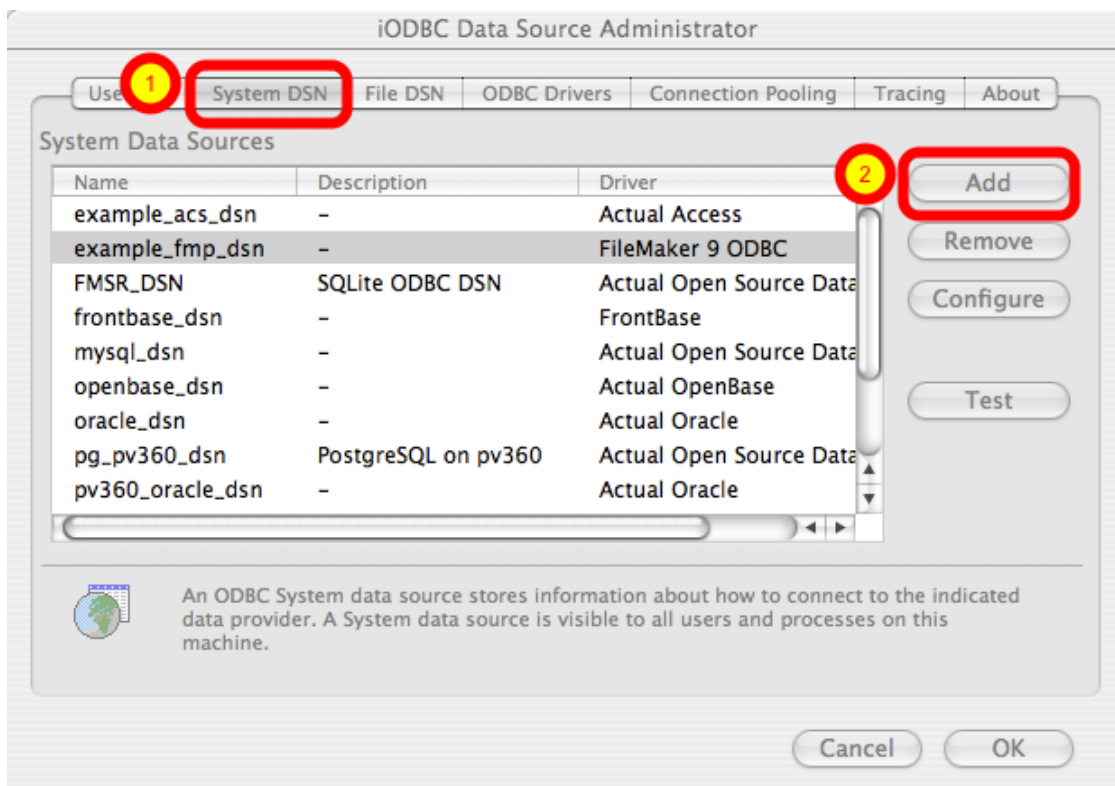 iODBC Data Source Administrator
Use 1 System DSN File DSN ODBC Drivers Connection Pooling Tracing About
System Data Sources
Name Description Driver 2 Add
example_acs_dsn – Actual Access
example_fmp_dsn – FileMaker 9 ODBC Remove
FMSR_DSN SQLite ODBC DSN Actual Open Source Data Configure
frontbase_dsn – FrontBase
mysql_dsn – Actual Open Source Data
openbase_dsn – Actual OpenBase Test
oracle_dsn – Actual Oracle
pg_pv360_dsn PostgreSQL on pv360 Actual Open Source Data
pv360_oracle_dsn – Actual Oracle
An ODBC System data source stores information about how to connect to the indicated
data provider. A System data source is visible to all users and processes on this
machine.
Cancel OK